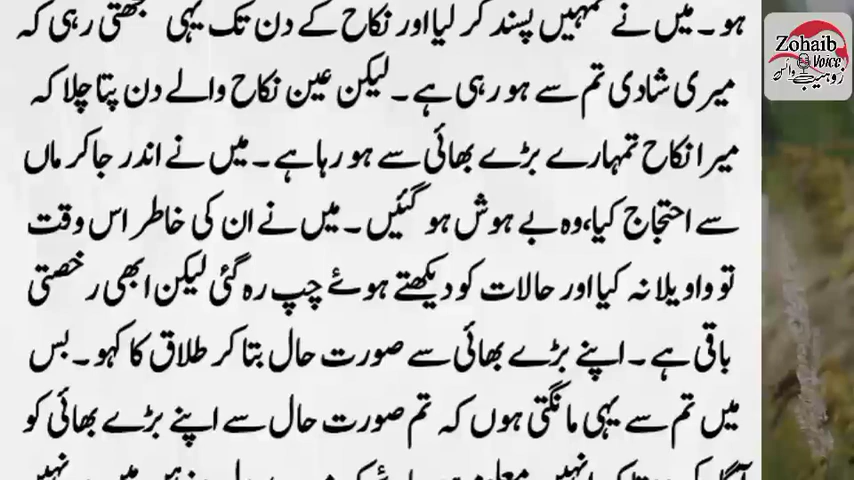 ہو۔ میں نے تمہیں پسند کر لیا اور نکاح کے دن تک یہی سمجھتی رہی کہ
میری شادی تم سے ہو رہی ہے۔ لیکن عین نکاح والے دن پتا چلا کہ
میرا نکاح تمہارے بڑے بھائی سے ہو رہا ہے۔ میں نے اندر جا کر ماں
سے احتجاج کیا،وہ بے ہوش ہو گئیں۔ میں نے ان کی خاطر اس وقت
تو واویلا نہ کیا اور حالات کو دیکھتے ہوئے چپ رہ گئی لیکن ابھی رخصتی
باقی ہے۔ اپنے بڑے بھائی سے صورت حال بتا کر طلاق کا کہو۔ بس
میں تم سے یہی مانگتی ہوں کہ تم صورت حال سے اپنے بڑے بھائی کو
Zohaib
Voice
زوہیب وائس